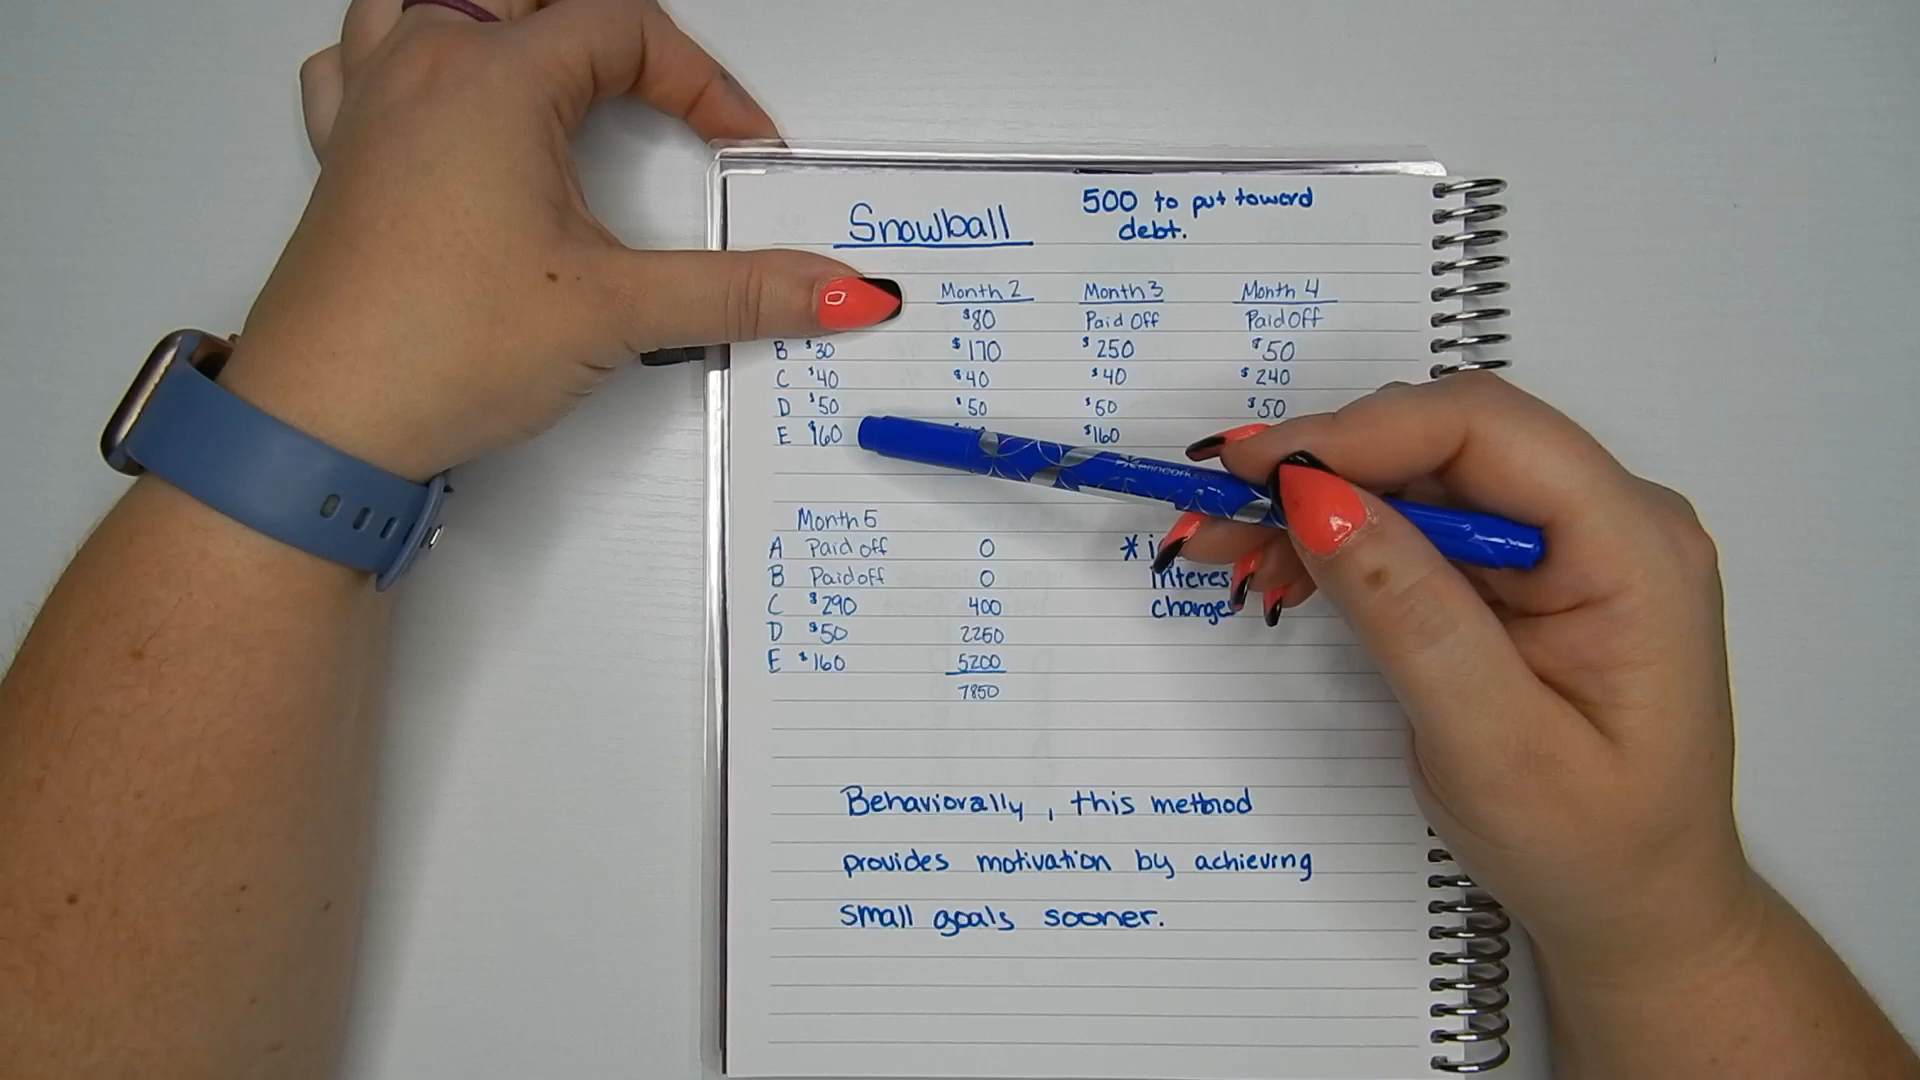 Snowball
500 to put toward
debt.
Month 2 Month 3 Month 4
$80 Paid Off Paid Off
B $30 $170 $250 $50
C $40 $40 $40 $240
D $50 $50 $50 $50
E $160 $160
Month 5
A Paid off 0
B Paid off 0
C $290 400
D $50 2250
E $160 5200
7850
*
charges
Behaviorally, this method
provides motivation by achieving
small goals sooner.